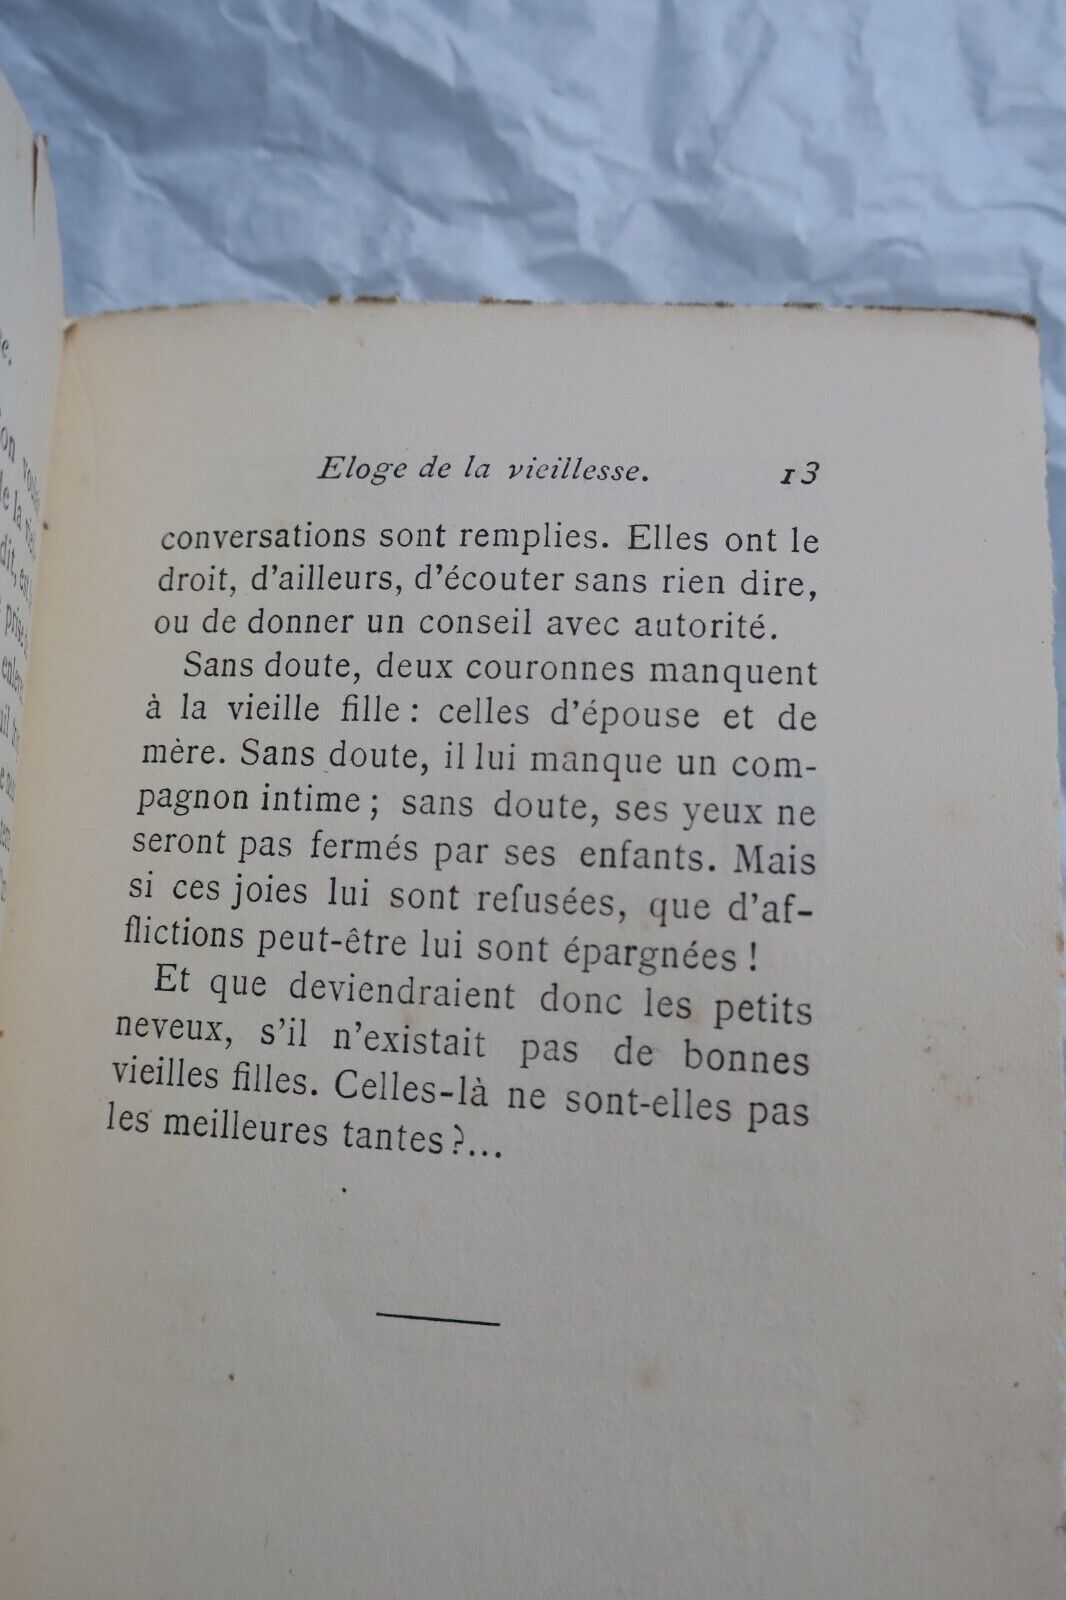 Eloge de la vieillesse. 13
conversations sont remplies. Elles ont le
droit, d'ailleurs, d'écouter sans rien dire,
ou de donner un conseil avec autorité.
Sans doute, deux couronnes manquent
à la vieille fille : celles d'épouse et de
mère. Sans doute, il lui manque un com-
pagnon intime ; sans doute, ses yeux ne
seront pas fermés par ses enfants. Mais
si ces joies lui sont refusées, que d'af-
flictions peut-être lui sont épargnées !
Et que deviendraient donc les petits
neveux, s'il n'existait pas de bonnes
vieilles filles. Celles-là ne sont-elles pas
les meilleures tantes ?...